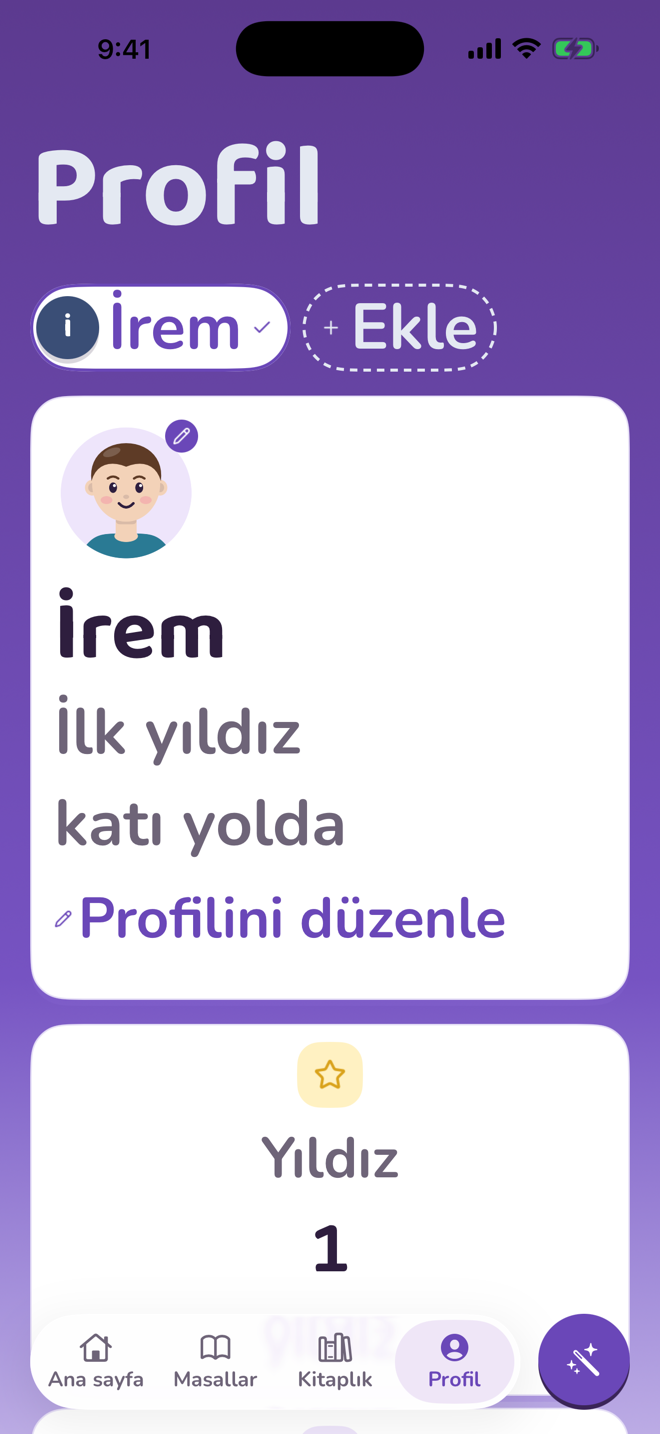 9:41
Profil
i İrem
+ Ekle
İrem
İlk yıldız
katı yolda
Profilini düzenle
Yıldız
1
Ana sayfa Masallar Kitaplık Profil